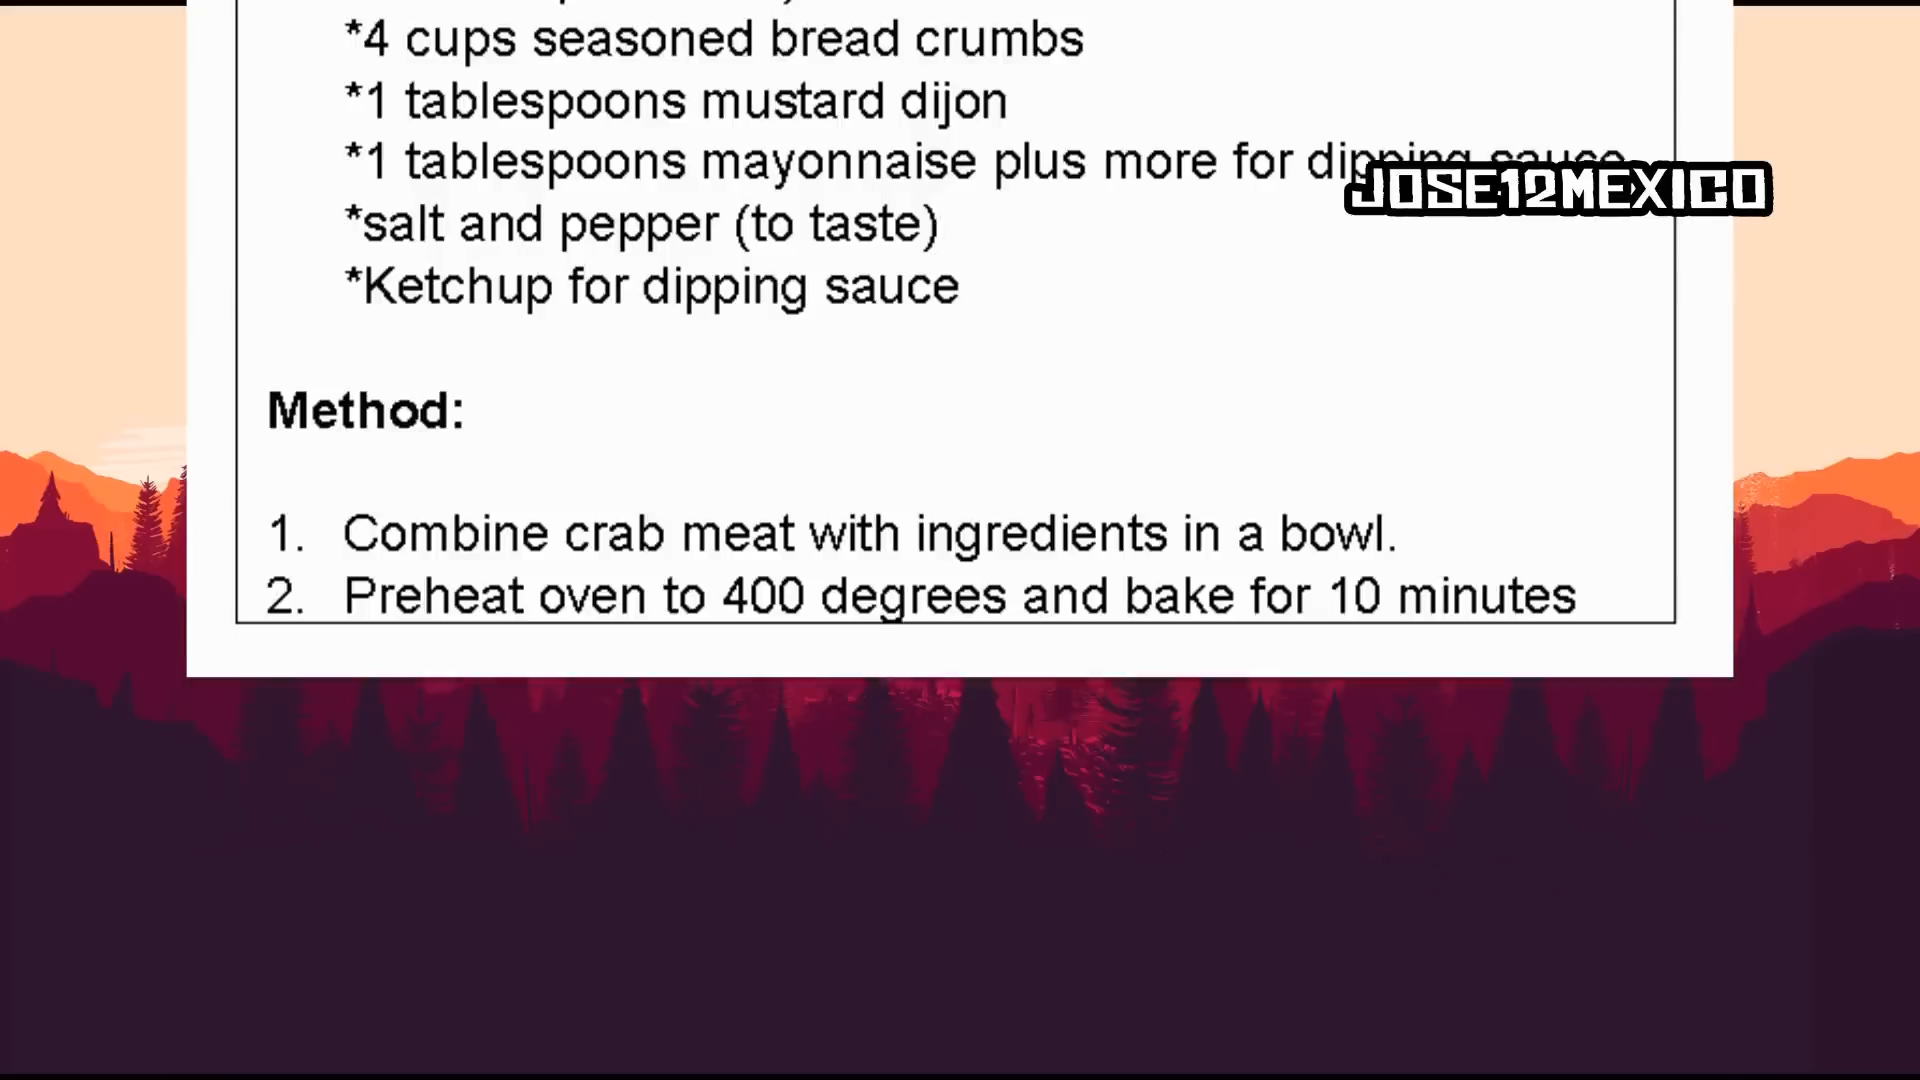 *4 cups seasoned bread crumbs
*1 tablespoons mustard dijon
*1 tablespoons mayonnaise plus more for dipping sauce
JOSE12MEXICO
*salt and pepper (to taste)
*Ketchup for dipping sauce
Method:
1. Combine crab meat with ingredients in a bowl.
2. Preheat oven to 400 degrees and bake for 10 minutes